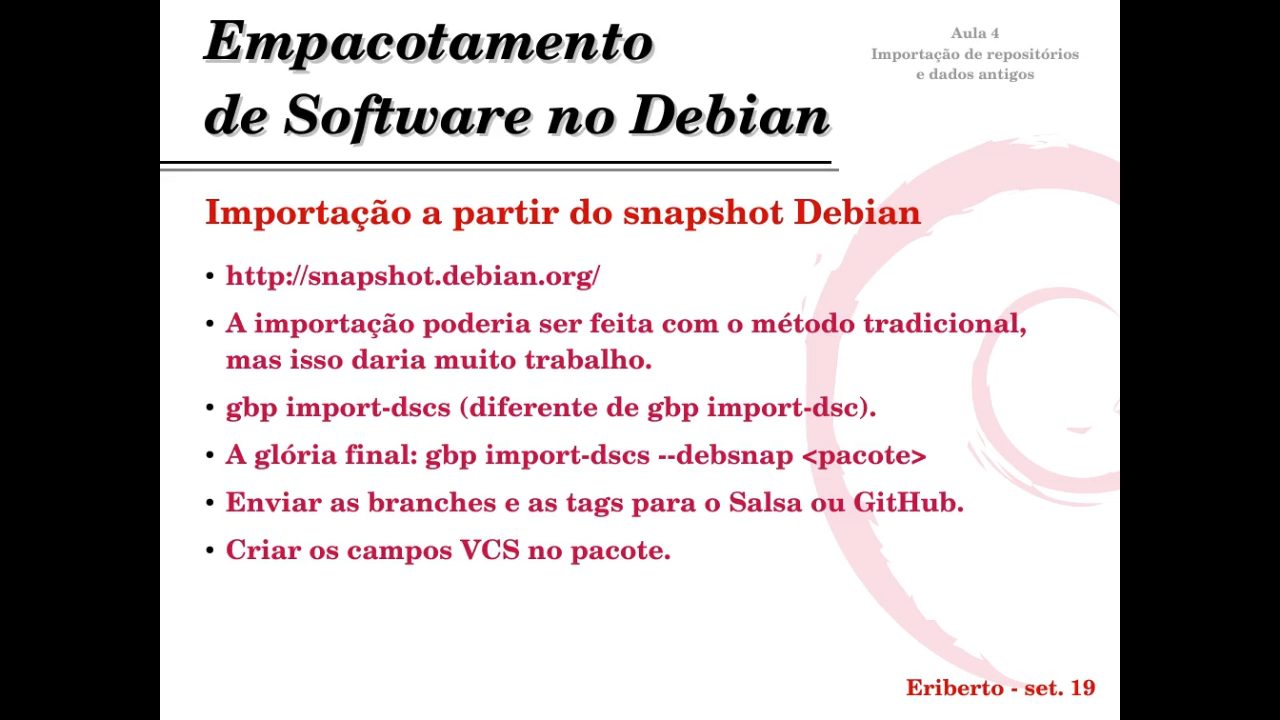 Empacotamento
de Software no Debian
Aula 4
Importação de repositórios
e dados antigos
Importação a partir do snapshot Debian
• http://snapshot.debian.org/
• A importação poderia ser feita com o método tradicional,
mas isso daria muito trabalho.
• gbp import-dscs (diferente de gbp import-dsc).
• A glória final: gbp import-dscs --debsnap <pacote>
• Enviar as branches e as tags para o Salsa ou GitHub.
• Criar os campos VCS no pacote.
Eriberto - set. 19